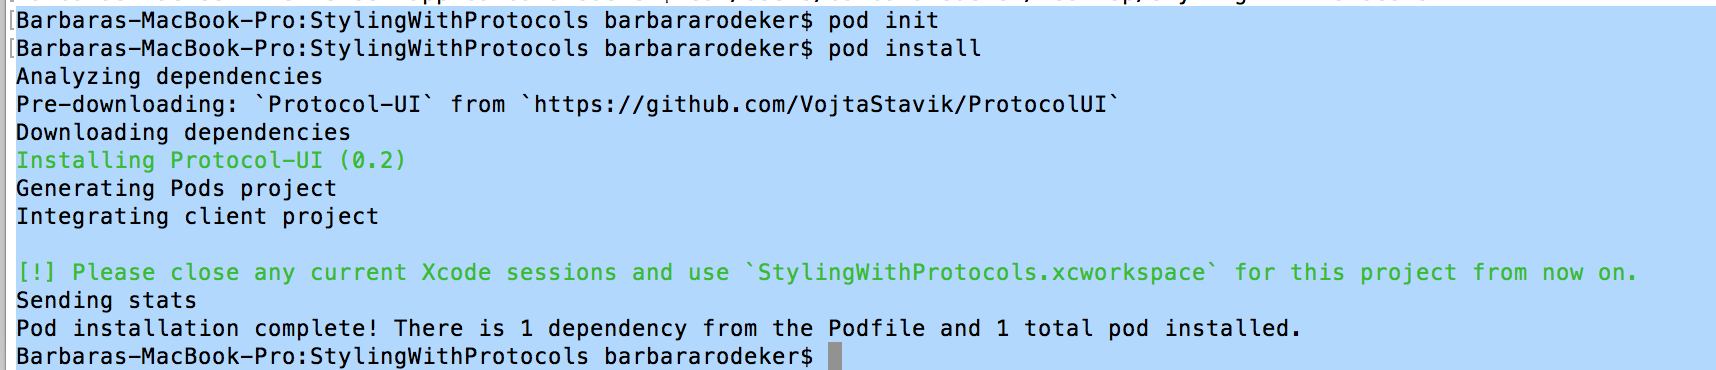 Barbaras-MacBook-Pro:StylingWithProtocols barbararodeker$ pod init
Barbaras-MacBook-Pro:StylingWithProtocols barbararodeker$ pod install
Analyzing dependencies
Pre-downloading: `Protocol-UI` from `https://github.com/VojtaStavik/ProtocolUI`
Downloading dependencies
Installing Protocol-UI (0.2)
Generating Pods project
Integrating client project
[!] Please close any current Xcode sessions and use `StylingWithProtocols.xcworkspace` for this project from now on.
Sending stats
Pod installation complete! There is 1 dependency from the Podfile and 1 total pod installed.
Barbaras-MacBook-Pro:StylingWithProtocols barbararodeker$